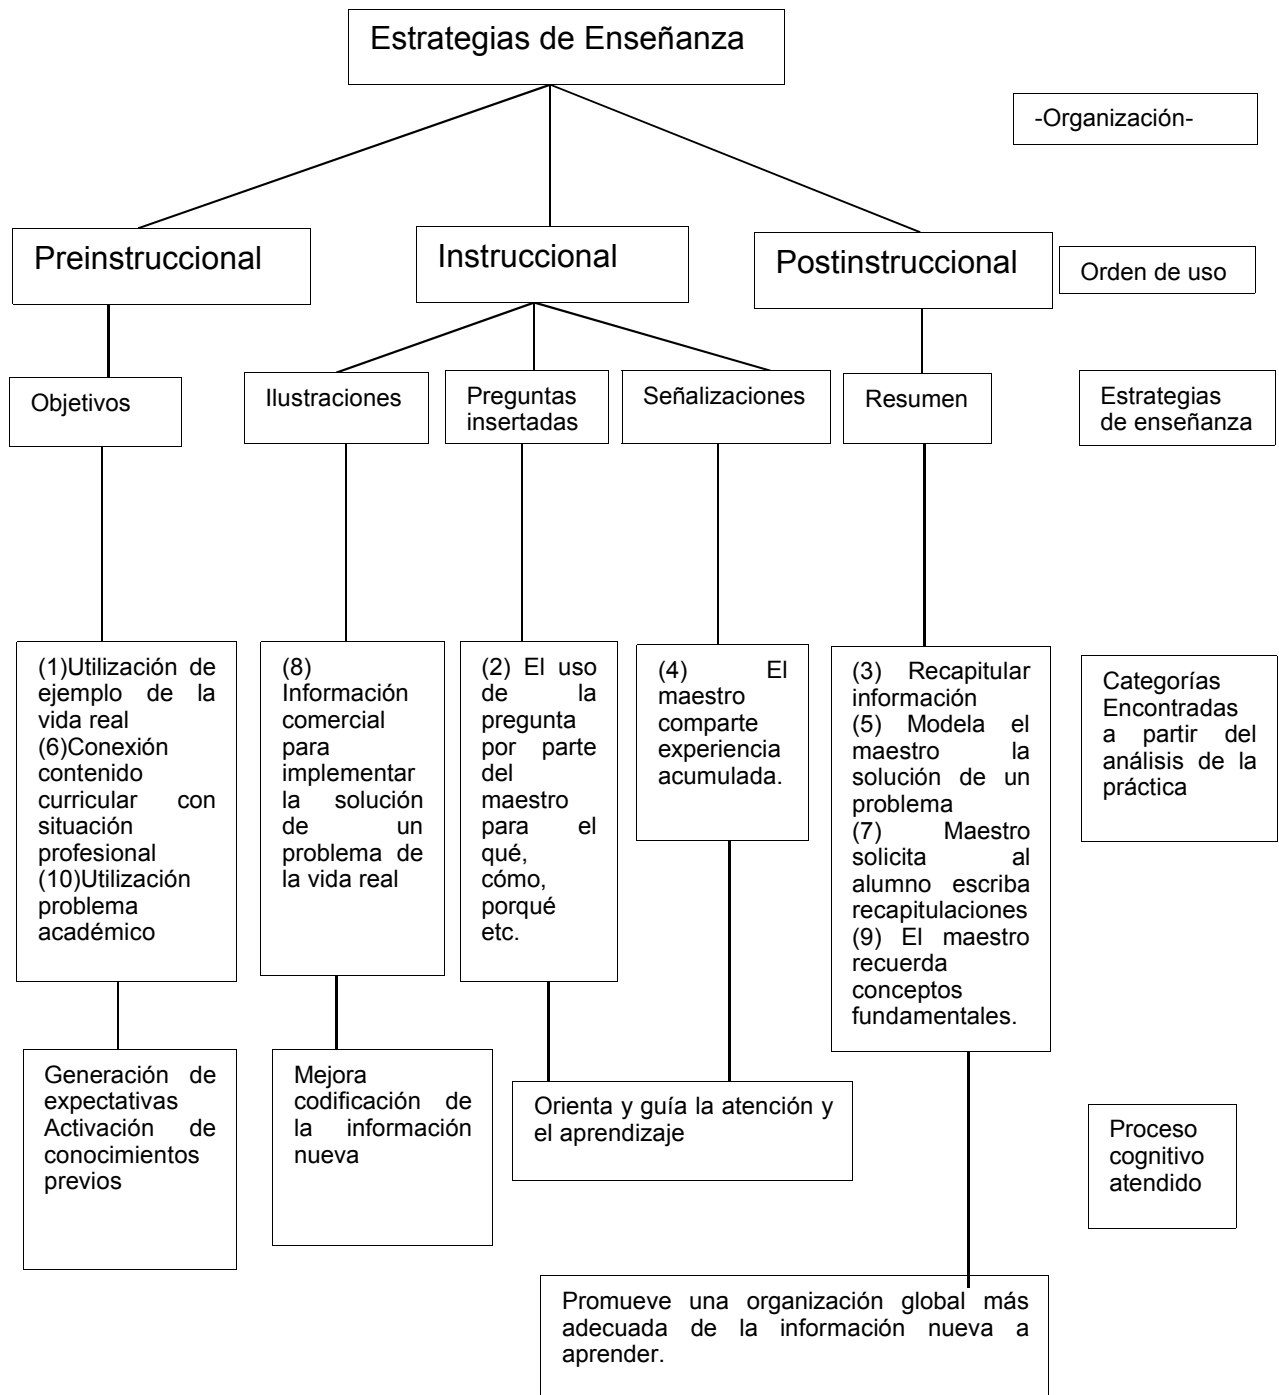 Estrategias de Enseñanza
-Organización-
Preinstruccional
Instruccional
Postinstruccional
Orden de uso
Objetivos
Ilustraciones
Preguntas
insertadas
Señalizaciones
Resumen
Estrategias
de enseñanza
(1)Utilización de
ejemplo de la
vida real
(6)Conexión
contenido
curricular con
situación
profesional
(10)Utilización
problema
académico
(8)
Información
comercial
para
implementar
la solución
de un
problema de
la vida real
(2) El uso
de la
pregunta
por parte
del
maestro
para el
qué,
cómo,
porqué
etc.
(4) El
maestro
comparte
experiencia
acumulada.
(3) Recapitular
información
(5) Modela el
maestro la
solución de un
problema
(7) Maestro
solicita al
alumno escriba
recapitulaciones
(9) El maestro
recuerda
conceptos
fundamentales.
Categorías
Encontradas
a partir del
análisis de la
práctica
Generación de
expectativas
Activación de
conocimientos
previos
Mejora
codificación de
la información
nueva
Orienta y guía la atención y
el aprendizaje
Proceso
cognitivo
atendido
Promueve una organización global más
adecuada de la información nueva a
aprender.